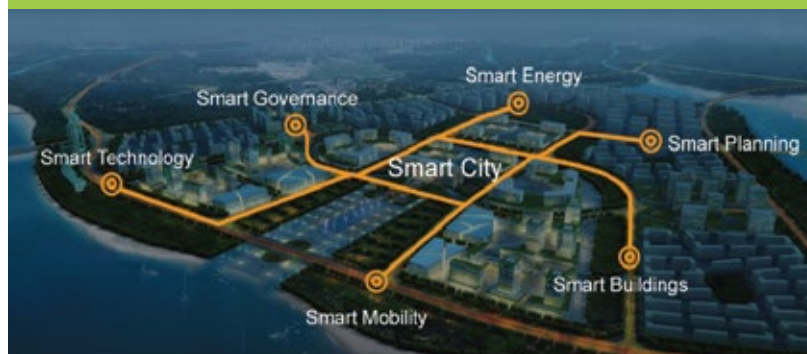 Smart Energy
Smart Governance
Smart Planning
Smart Technology
Smart City
Smart Buildings
Smart Mobility